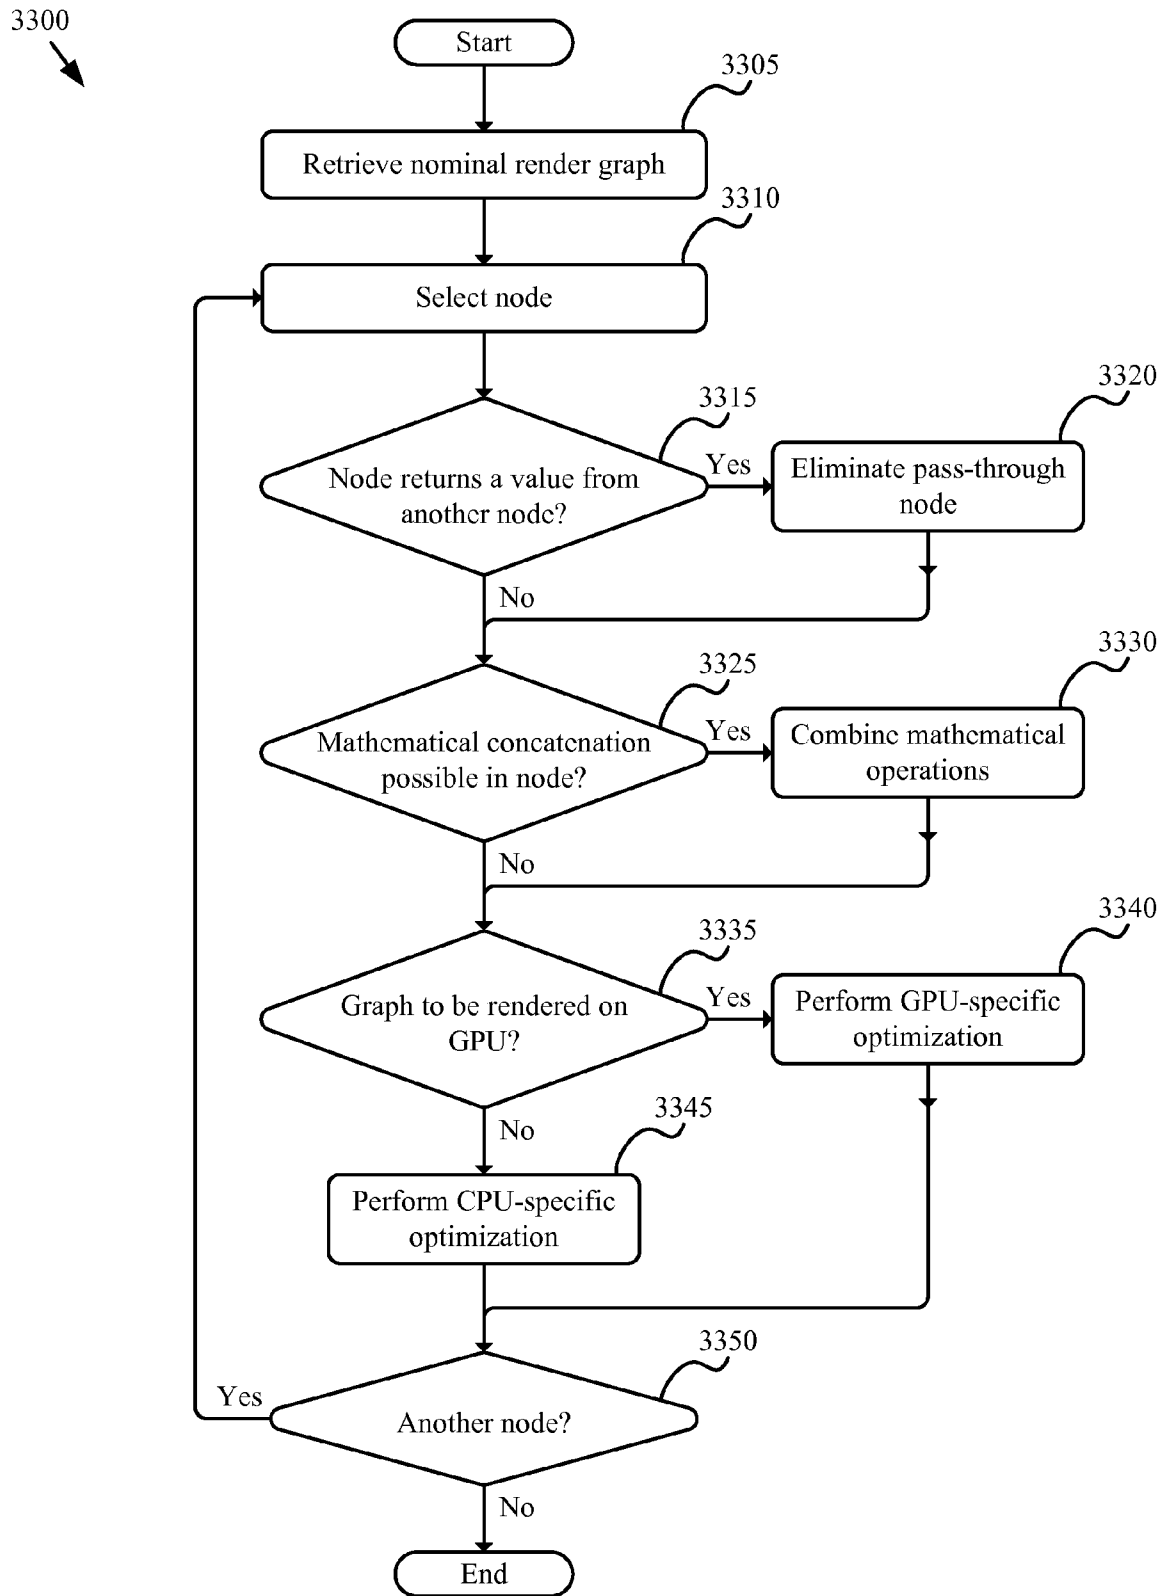 3300
Start
3305
Retrieve nominal render graph
3310
Select node
3315
3320
Node returns a value from
another node?
Yes
Eliminate pass-through
node
No
3325
3330
Mathematical concatenation
possible in node?
Yes
Combine mathematical
operations
No
3335
3340
Graph to be rendered on
GPU?
Yes
Perform GPU-specific
optimization
No
3345
Perform CPU-specific
optimization
3350
Yes
Another node?
No
End